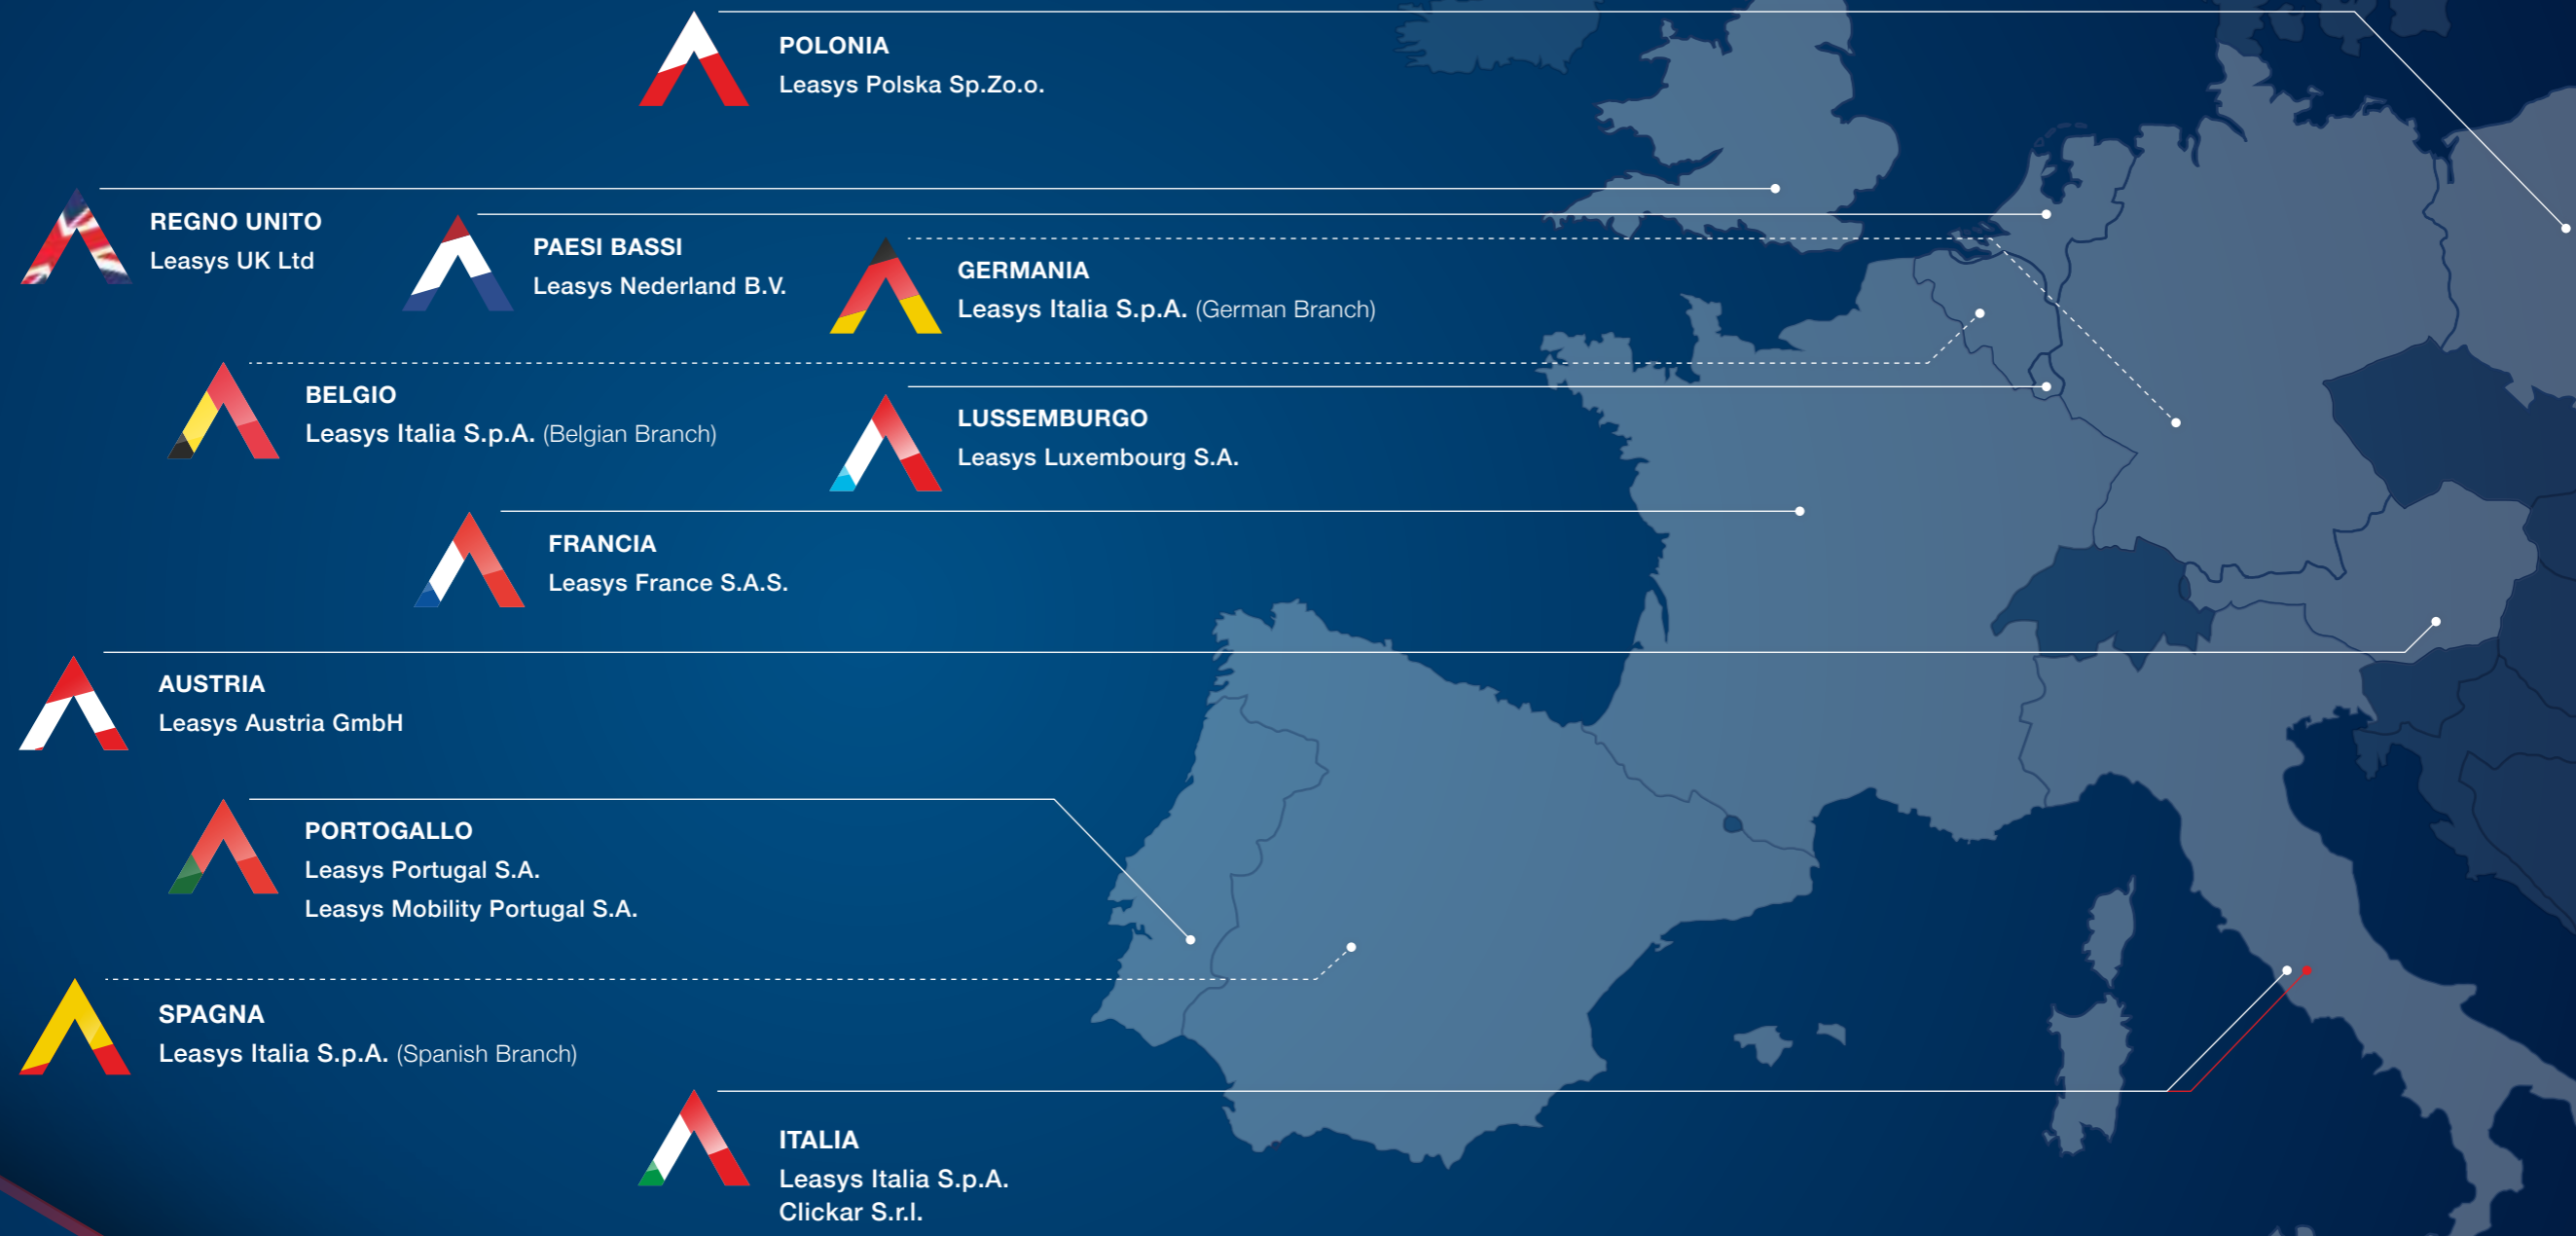 POLONIA
Leasys Polska Sp.Zo.o.
REGNO UNITO
Leasys UK Ltd
PAESI BASSI
Leasys Nederland B.V.
GERMANIA
Leasys Italia S.p.A. (German Branch)
BELGIO
Leasys Italia S.p.A. (Belgian Branch)
LUSSEMBURGO
Leasys Luxembourg S.A.
FRANCIA
Leasys France S.A.S.
AUSTRIA
Leasys Austria GmbH
PORTOGALLO
Leasys Portugal S.A.
Leasys Mobility Portugal S.A.
SPAGNA
Leasys Italia S.p.A. (Spanish Branch)
ITALIA
Leasys Italia S.p.A.
Clickar S.r.l.